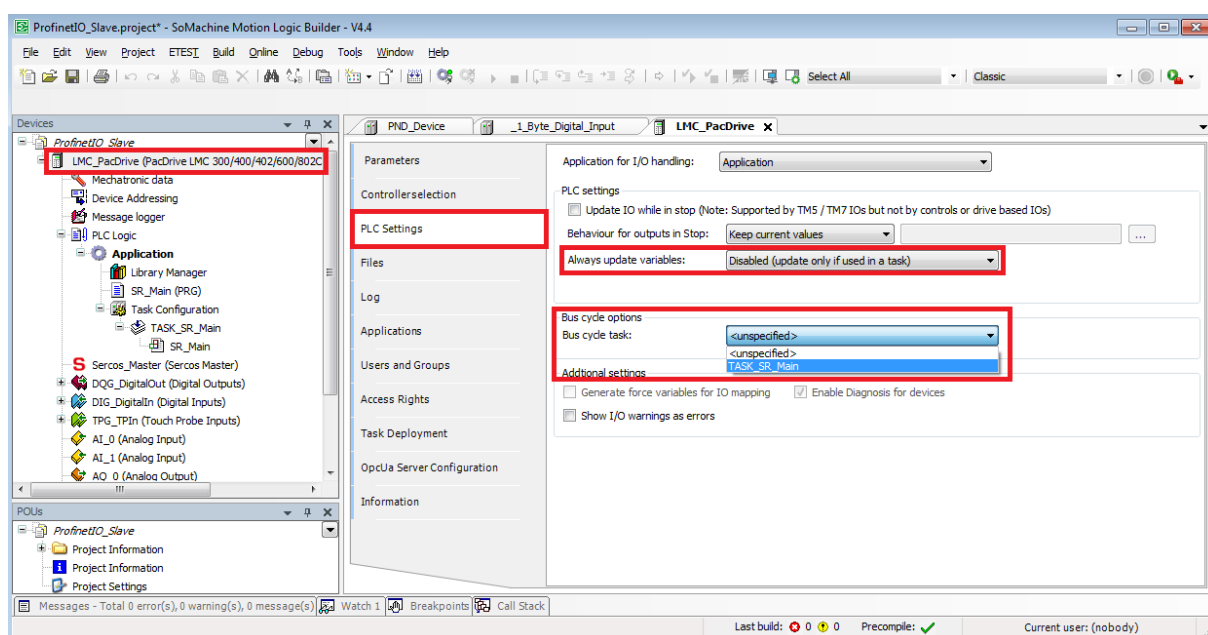 ProfinetIO_Slave.project* - SoMachine Motion Logic Builder - V4.4
File Edit View Project ETEST Build Online Debug Tools Window Help
Select All Classic
Devices
ProfinetIO_Slave
LMC_PacDrive (PacDrive LMC 300/400/402/600/802C
Mechatronic data
Device Addressing
Message logger
PLC Logic
Application
Library Manager
SR_Main (PRG)
Task Configuration
TASK_SR_Main
SR_Main
Sercos_Master (Sercos Master)
DQG_DigitalOut (Digital Outputs)
DIG_DigitalIn (Digital Inputs)
TPG_TPIn (Touch Probe Inputs)
AI_0 (Analog Input)
AI_1 (Analog Input)
AQ_0 (Analog Output)
POUs
ProfinetIO_Slave
Project Information
Project Information
Project Settings
PND_Device _1_Byte_Digital_Input LMC_PacDrive
Parameters
Controllerselection
PLC Settings
Files
Log
Applications
Users and Groups
Access Rights
Task Deployment
OpcUa Server Configuration
Information
Application for I/O handling: Application
PLC settings
Update IO while in stop (Note: Supported by TM5 / TM7 IOs but not by controls or drive based IOs)
Behaviour for outputs in Stop: Keep current values ...
Always update variables: Disabled (update only if used in a task)
Bus cycle options
Bus cycle task: <unspecified>
<unspecified>
TASK_SR_Main
Addtional settings
Generate force variables for IO mapping Enable Diagnosis for devices
Show I/O warnings as errors
Messages - Total 0 error(s), 0 warning(s), 0 message(s) Watch 1 Breakpoints Call Stack
Last build: 0 0 Precompile: Current user: (nobody)